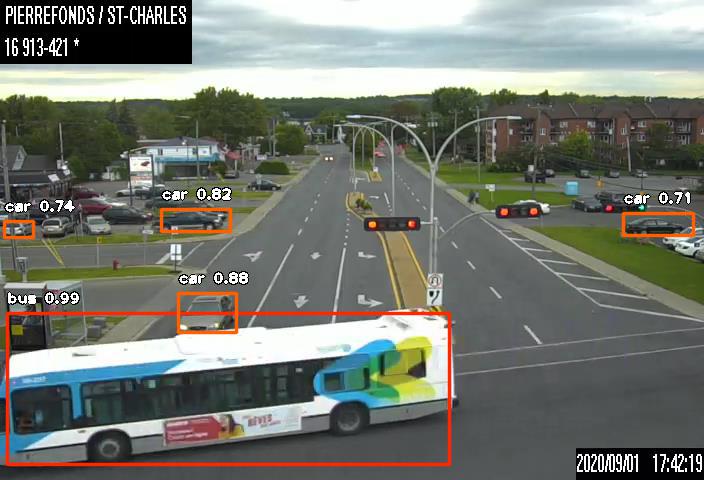 PIERREFONDS / ST-CHARLES
16 913-421 *
car 0.82
car 0.71
car 0.74
car 0.88
bus 0.99
RÊVES
2020/09/01 17:42:19